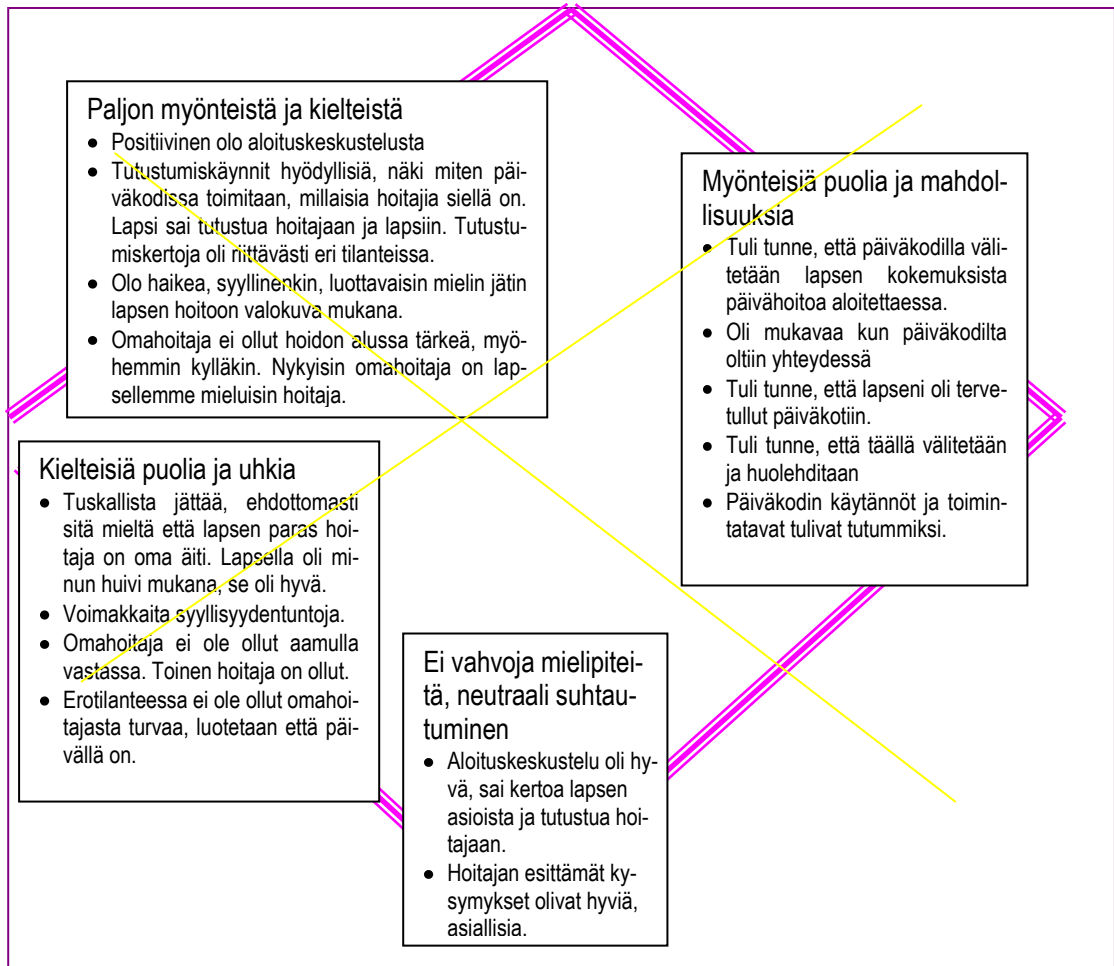 Paljon myönteistä ja kielteistä
• Positiivinen olo aloituskeskustelusta
• Tutustumiskäynnit hyödyllisiä, näki miten päi-
väkodissa toimitaan, millaisia hoitajia siellä on.
Lapsi sai tutustua hoitajaan ja lapsiin. Tutustu-
miskertoja oli riittävästi eri tilanteissa.
• Olo haikea, syyllinenkin, luottavaisin mielin jätin
lapsen hoitoon valokuva mukana.
• Omahoitaja ei ollut hoidon alussa tärkeä, myö-
hemmin kylläkin. Nykyisin omahoitaja on lap-
sellemme mieluisin hoitaja.
Myönteisiä puolia ja mahdol-
lisuuksia
• Tuli tunne, että päiväkodilla väli-
tetään lapsen kokemuksista
päivähoitoa aloitettaessa.
• Oli mukavaa kun päiväkodilta
oltiin yhteydessä
• Tuli tunne, että lapseni oli terve-
tullut päiväkotiin.
• Tuli tunne, että täällä välitetään
ja huolehditaan
• Päiväkodin käytännöt ja toimin-
tatavat tulivat tutummiksi.
Kielteisiä puolia ja uhkia
• Tuskallista jättää, ehdottomasti
sitä mieltä että lapsen paras hoi-
taja on oma äiti. Lapsella oli mi-
nun huivi mukana, se oli hyvä.
• Voimakkaita syyllisyydentuntoja.
• Omahoitaja ei ole ollut aamulla
vastassa. Toinen hoitaja on ollut.
• Erotilanteessa ei ole ollut omahoi-
tajasta turvaa, luotetaan että päi-
vällä on.
Ei vahvoja mielipitei-
tä, neutraali suhtau-
tuminen
• Aloituskeskustelu oli hy-
vä, sai kertoa lapsen
asioista ja tutustua hoi-
tajaan.
• Hoitajan esittämät ky-
symykset olivat hyviä,
asiallisia.